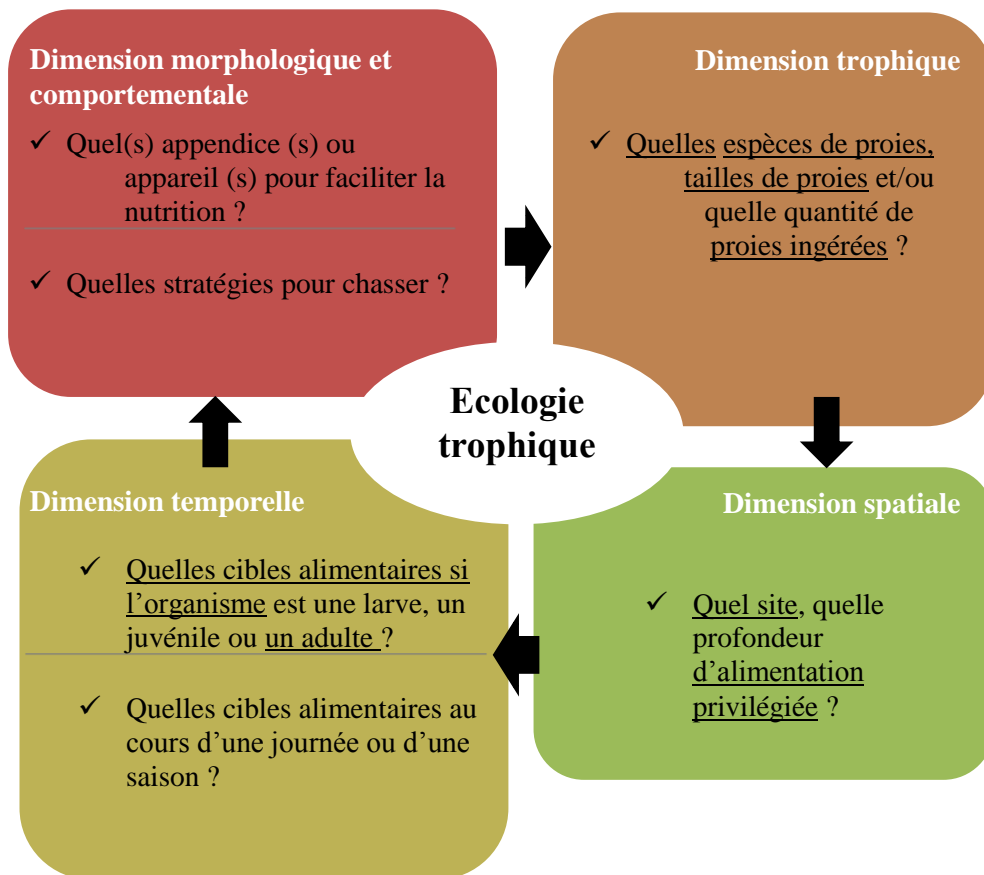 Dimension morphologique et
comportementale
✓ Quel(s) appendice (s) ou
appareil (s) pour faciliter la
nutrition ?
✓ Quelles stratégies pour chasser ?
Dimension trophique
✓ Quelles espèces de proies,
tailles de proies et/ou
quelle quantité de
proies ingérées ?
Ecologie
trophique
Dimension temporelle
✓ Quelles cibles alimentaires si
l’organisme est une larve, un
juvénile ou un adulte ?
✓ Quelles cibles alimentaires au
cours d’une journée ou d’une
saison ?
Dimension spatiale
✓ Quel site, quelle
profondeur
d’alimentation
privilégiée ?